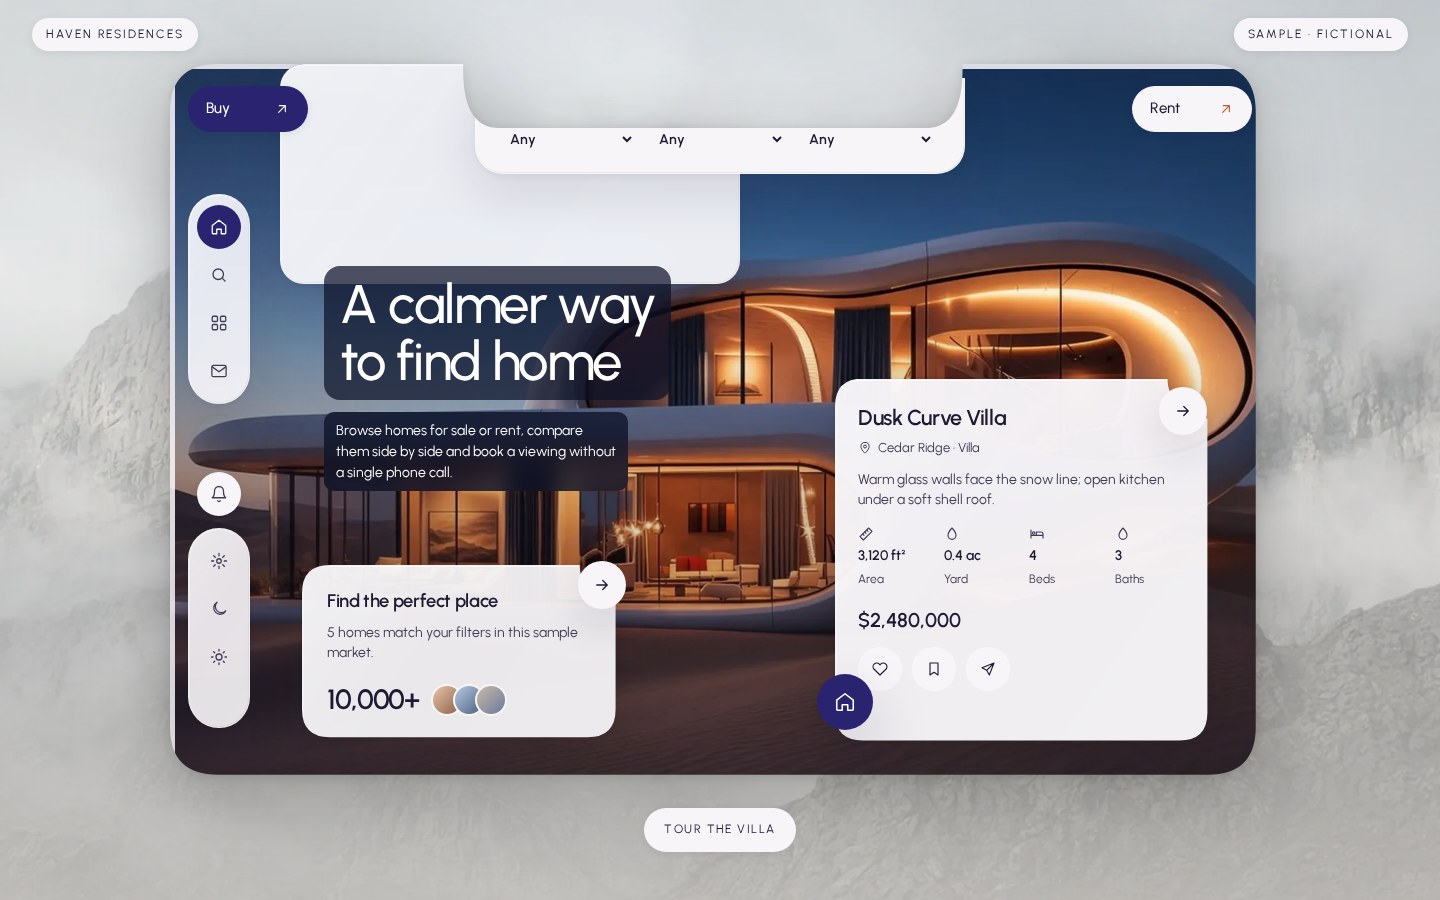 HAVEN RESIDENCES
SAMPLE · FICTIONAL
Buy
Rent
Any
Any
Any
A calmer way
to find home
Browse homes for sale or rent, compare
them side by side and book a viewing without
a single phone call.
Find the perfect place
5 homes match your filters in this sample
market.
10,000+
Dusk Curve Villa
Cedar Ridge · Villa
Warm glass walls face the snow line; open kitchen
under a soft shell roof.
3,120 ft²
0.4 ac
4
3
Area
Yard
Beds
Baths
$2,480,000
TOUR THE VILLA